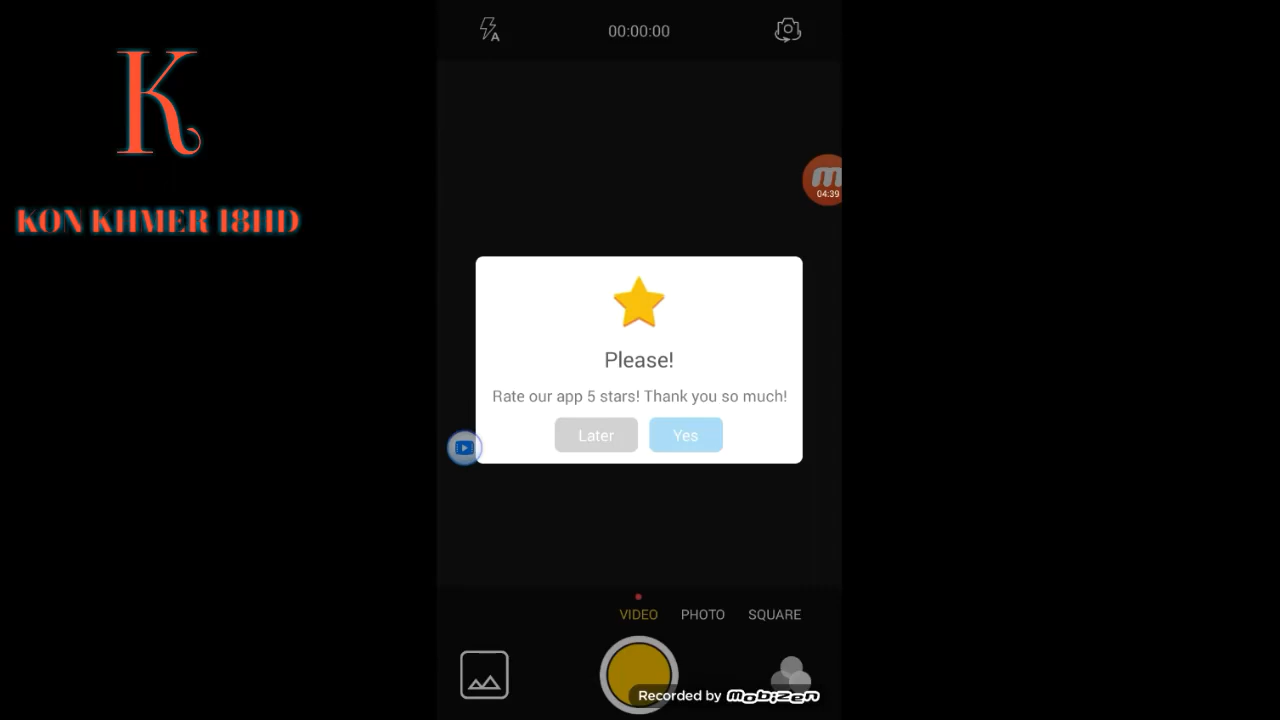 00:00:00
K
04:39
KON KHMER 18HD
Please!
Rate our app 5 stars! Thank you so much!
Later Yes
VIDEO PHOTO SQUARE
Recorded by Mobizen